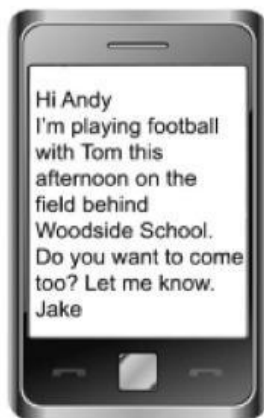 Hi Andy
I'm playing football
with Tom this
afternoon on the
field behind
Woodside School.
Do you want to come
too? Let me know.
Jake